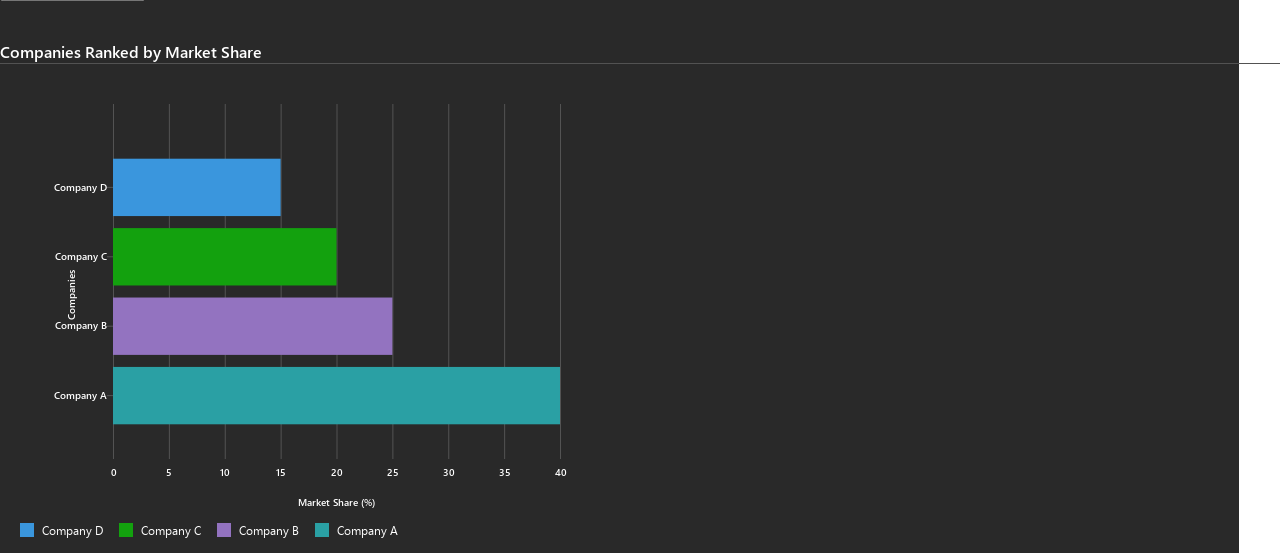 Companies Ranked by Market Share
Company D
Company C
Companies
Company B
Company A
0 5 10 15 20 25 30 35 40
Market Share (%)
Company D Company C Company B Company A